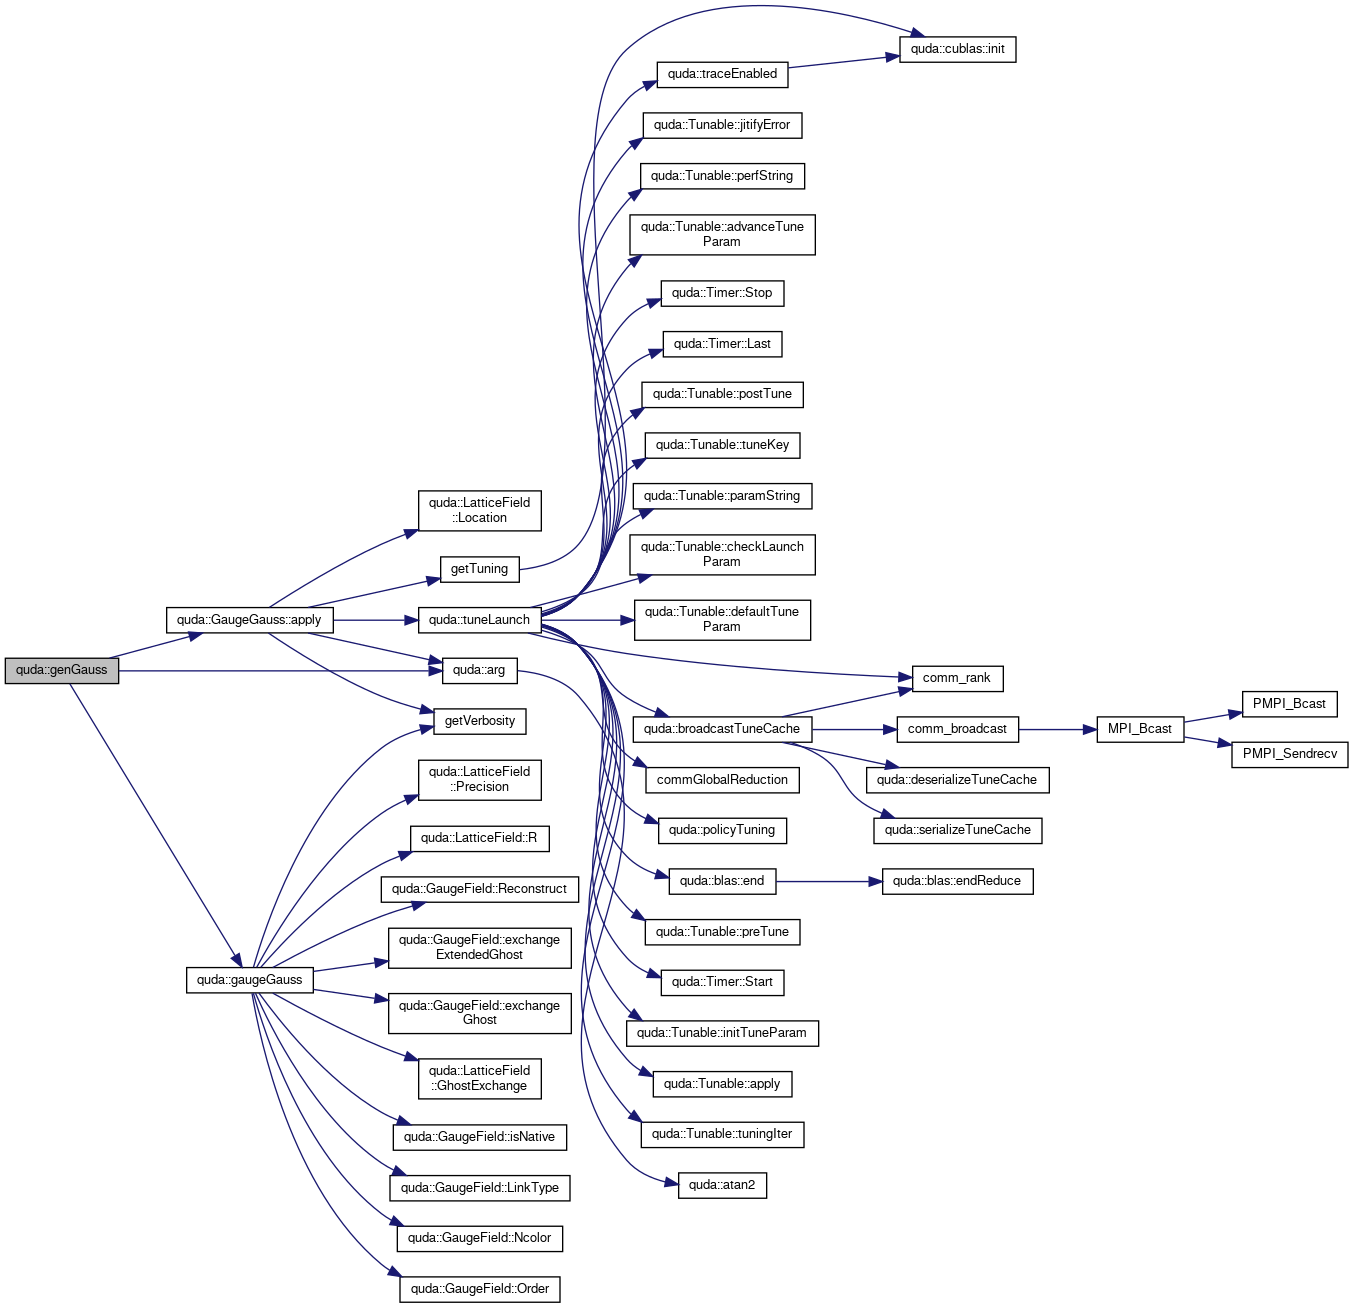 quda::genGauss
quda::GaugeGauss::apply
quda::gaugeGauss
quda::LatticeField
::Location
getTuning
quda::tuneLaunch
quda::arg
getVerbosity
quda::LatticeField
::Precision
quda::LatticeField::R
quda::GaugeField::Reconstruct
quda::GaugeField::exchange
ExtendedGhost
quda::GaugeField::exchange
Ghost
quda::LatticeField
::GhostExchange
quda::GaugeField::isNative
quda::GaugeField::LinkType
quda::GaugeField::Ncolor
quda::GaugeField::Order
quda::traceEnabled
quda::Tunable::jitifyError
quda::Tunable::perfString
quda::Tunable::advanceTune
Param
quda::Timer::Stop
quda::Timer::Last
quda::Tunable::postTune
quda::Tunable::tuneKey
quda::Tunable::paramString
quda::Tunable::checkLaunch
Param
quda::Tunable::defaultTune
Param
quda::broadcastTuneCache
commGlobalReduction
quda::policyTuning
quda::blas::end
quda::Tunable::preTune
quda::Timer::Start
quda::Tunable::initTuneParam
quda::Tunable::apply
quda::Tunable::tuningIter
quda::atan2
quda::cublas::init
comm_rank
comm_broadcast
quda::deserializeTuneCache
quda::serializeTuneCache
quda::blas::endReduce
MPI_Bcast
PMPI_Bcast
PMPI_Sendrecv